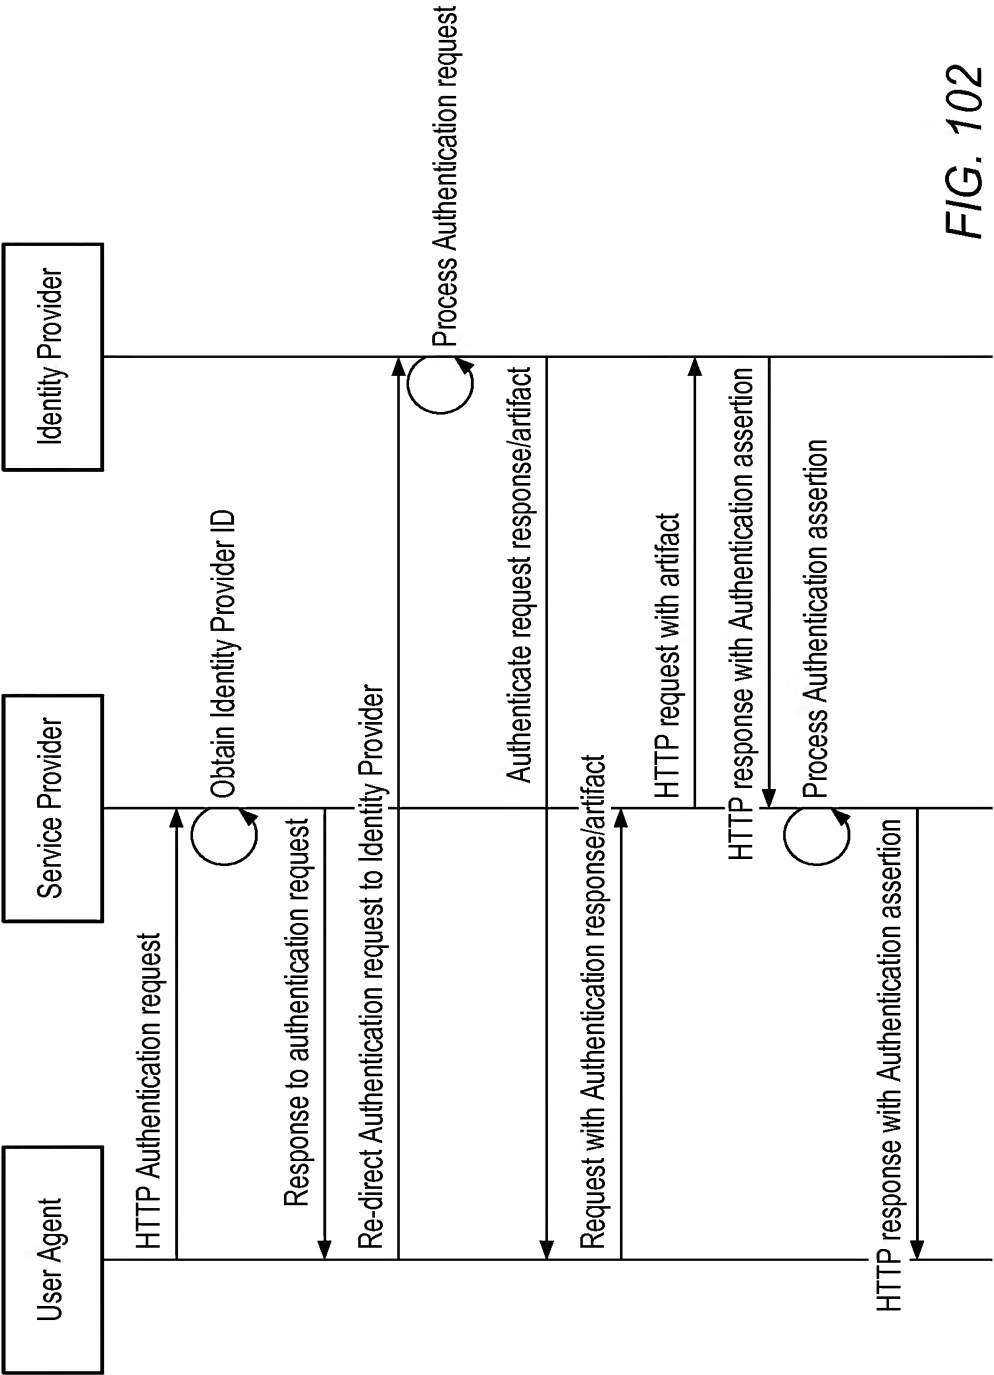 User Agent
Service Provider
Identity Provider
HTTP Authentication request
Obtain Identity Provider ID
Response to authentication request
Re-direct Authentication request to Identity Provider
Process Authentication request
Authenticate request response/artifact
Request with Authentication response/artifact
HTTP request with artifact
HTTP response with Authentication assertion
Process Authentication assertion
HTTP response with Authentication assertion
FIG. 102